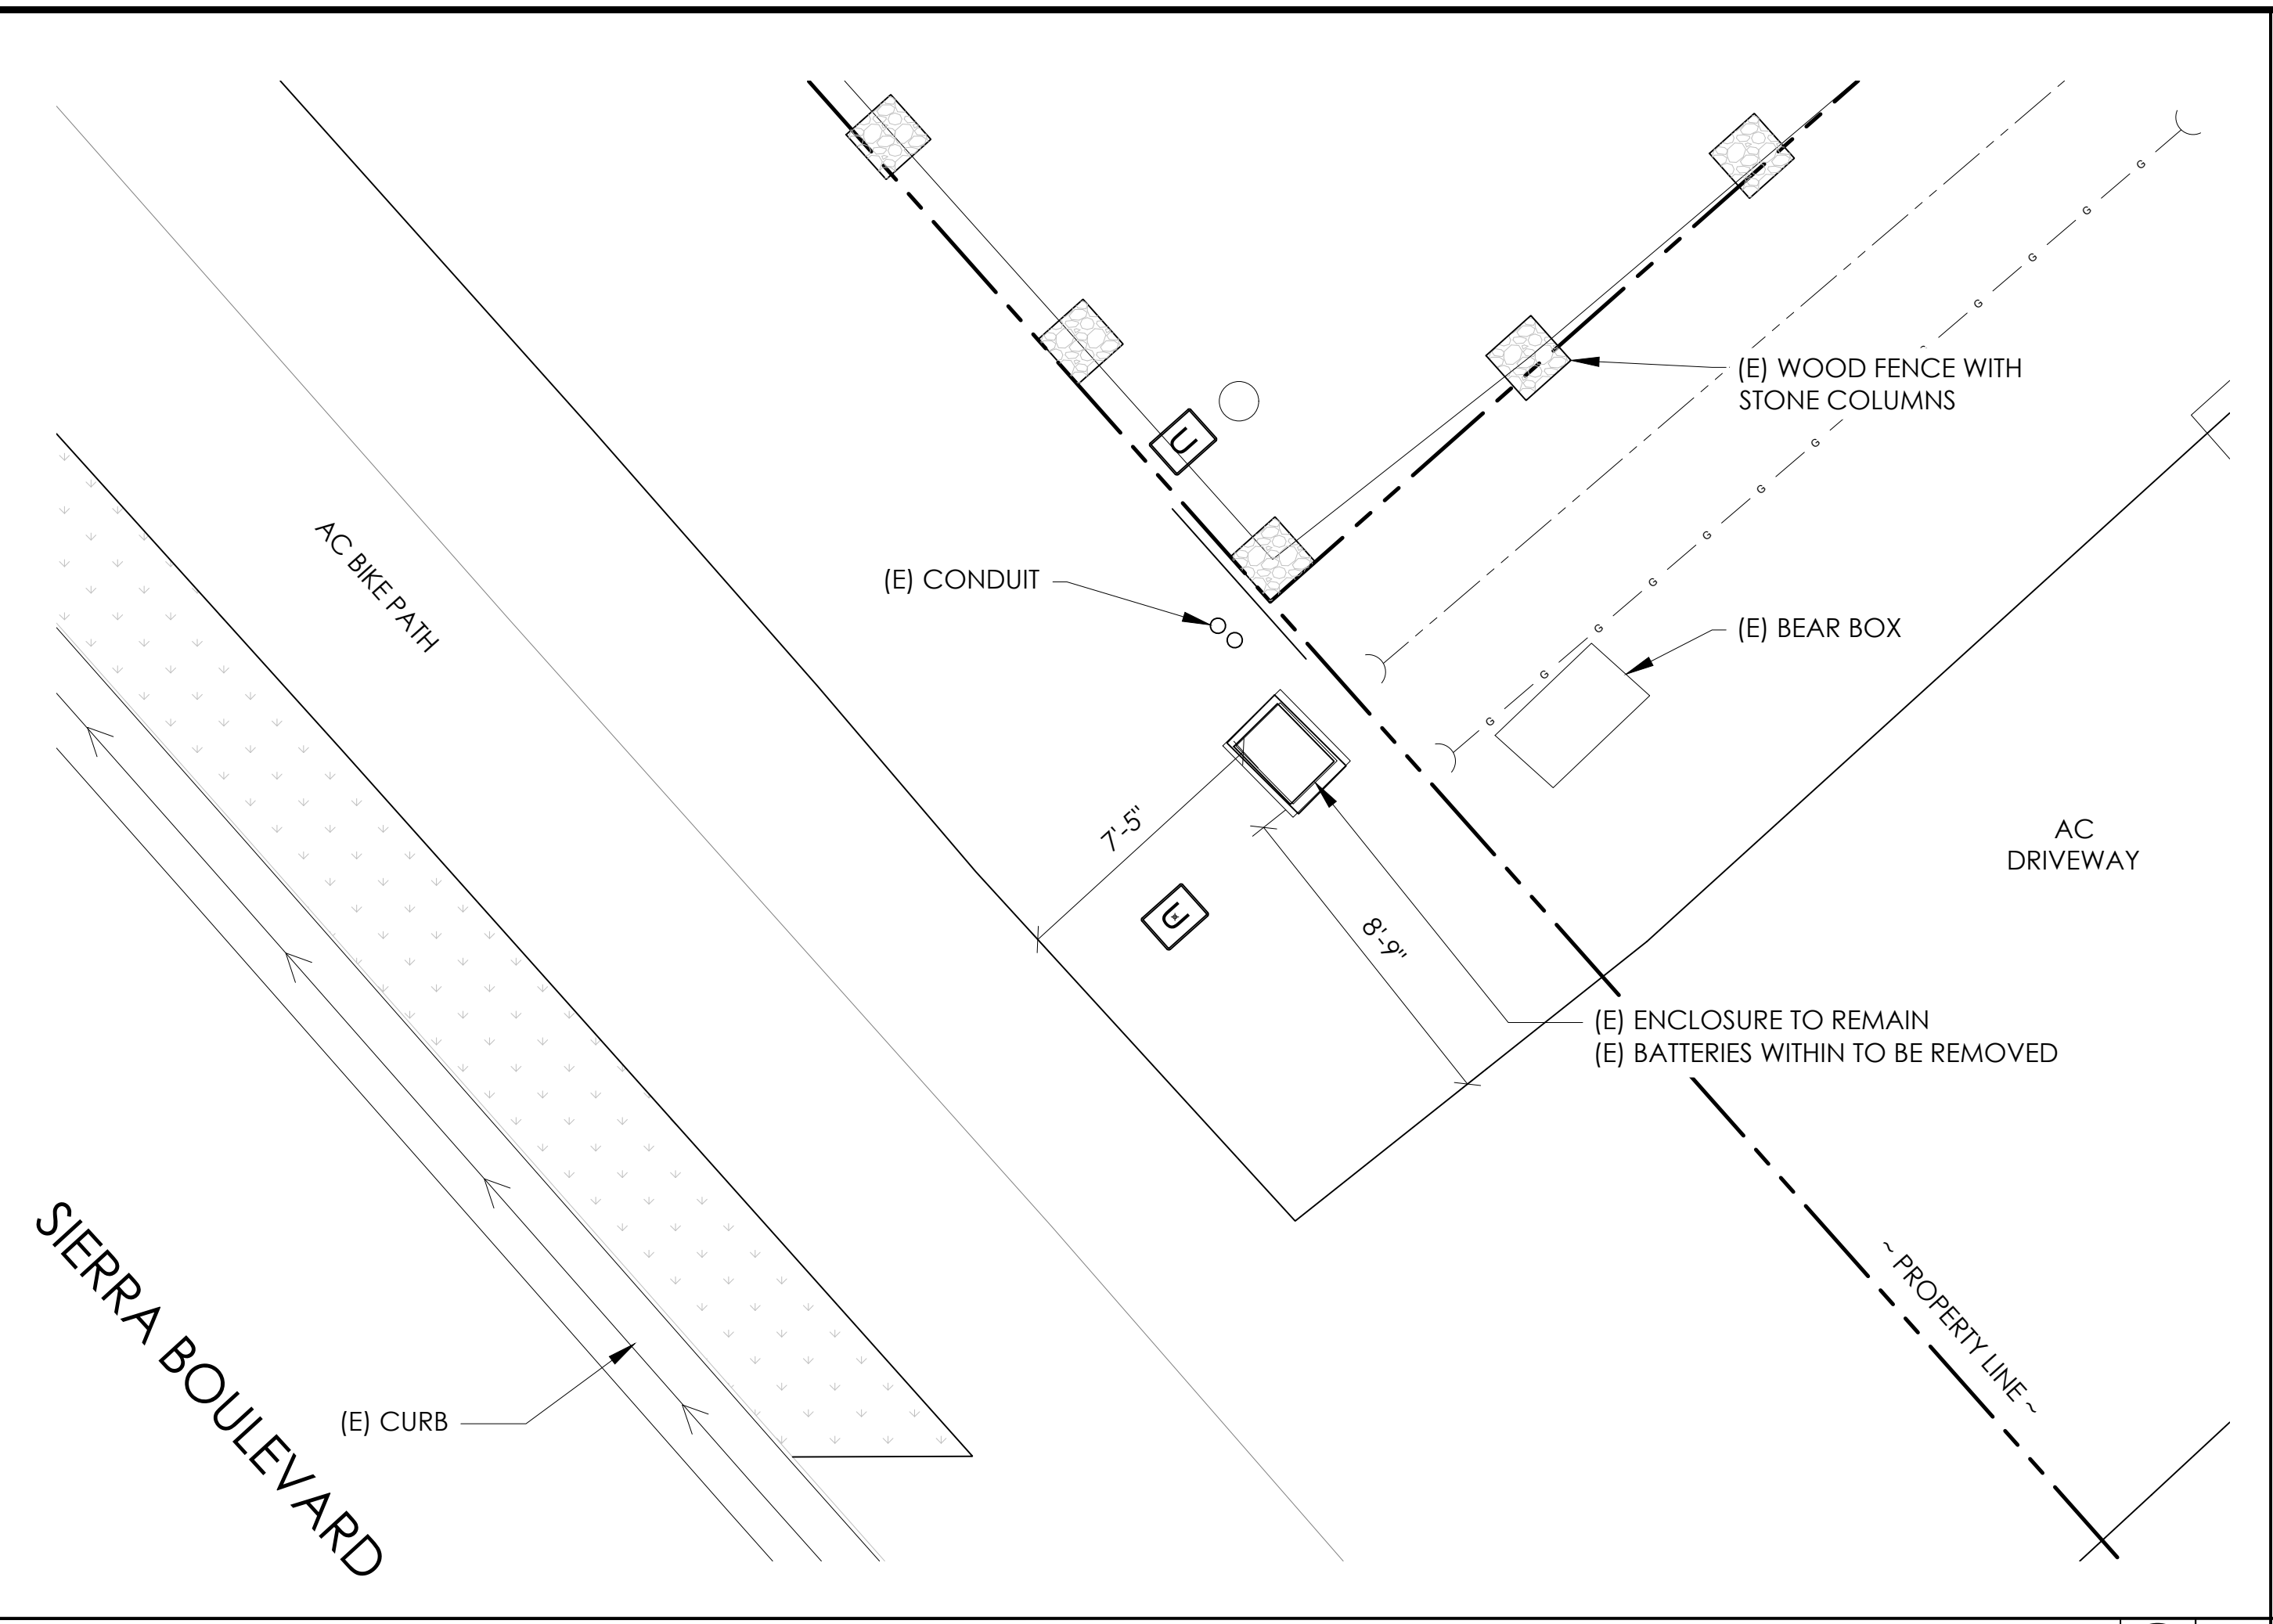 (E) WOOD FENCE WITH
STONE COLUMNS
U
AC BIKE PATH
(E) CONDUIT
(E) BEAR BOX
7'-5"
AC
DRIVEWAY
U
8'-9"
(E) ENCLOSURE TO REMAIN
(E) BATTERIES WITHIN TO BE REMOVED
SIERRA BOULEVARD
~ PROPERTY LINE ~
(E) CURB
G
G
G
G
G
G
G
G
G
G
G
G